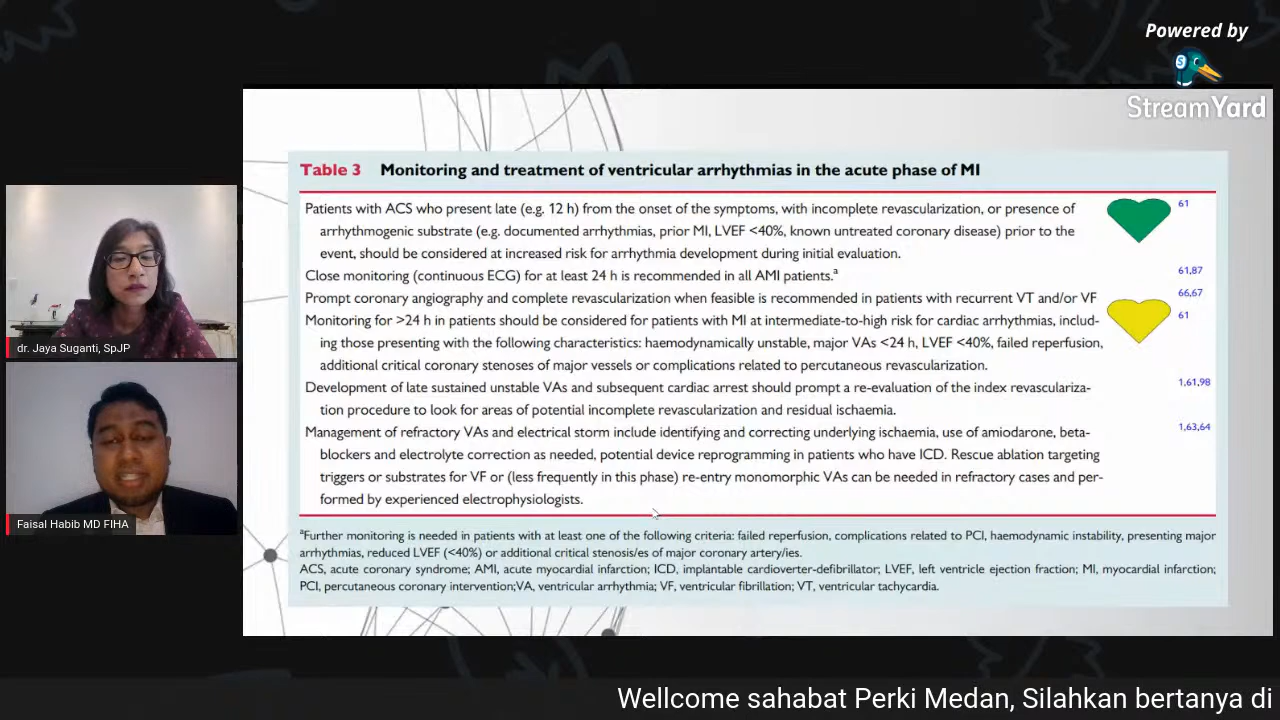 Powered by
StreamYard
Table 3 Monitoring and treatment of ventricular arrhythmias in the acute phase of MI
Patients with ACS who present late (e.g. 12 h) from the onset of the symptoms, with incomplete revascularization, or presence of
arrhythmogenic substrate (e.g. documented arrhythmias, prior MI, LVEF <40%, known untreated coronary disease) prior to the
event, should be considered at increased risk for arrhythmia development during initial evaluation.
61
Close monitoring (continuous ECG) for at least 24 h is recommended in all AMI patients.ᵃ
61,87
Prompt coronary angiography and complete revascularization when feasible is recommended in patients with recurrent VT and/or VF
66,67
Monitoring for >24 h in patients should be considered for patients with MI at intermediate-to-high risk for cardiac arrhythmias, includ-
ing those presenting with the following characteristics: haemodynamically unstable, major VAs <24 h, LVEF <40%, failed reperfusion,
additional critical coronary stenoses of major vessels or complications related to percutaneous revascularization.
61
Development of late sustained unstable VAs and subsequent cardiac arrest should prompt a re-evaluation of the index revasculariza-
tion procedure to look for areas of potential incomplete revascularization and residual ischaemia.
1,61,98
Management of refractory VAs and electrical storm include identifying and correcting underlying ischaemia, use of amiodarone, beta-
blockers and electrolyte correction as needed, potential device reprogramming in patients who have ICD. Rescue ablation targeting
triggers or substrates for VF or (less frequently in this phase) re-entry monomorphic VAs can be needed in refractory cases and per-
formed by experienced electrophysiologists.
1,63,64
ᵃFurther monitoring is needed in patients with at least one of the following criteria: failed reperfusion, complications related to PCI, haemodynamic instability, presenting major
arrhythmias, reduced LVEF (<40%) or additional critical stenosis/es of major coronary artery/ies.
ACS, acute coronary syndrome; AMI, acute myocardial infarction; ICD, implantable cardioverter-defibrillator; LVEF, left ventricle ejection fraction; MI, myocardial infarction;
PCI, percutaneous coronary intervention;VA, ventricular arrhythmia; VF, ventricular fibrillation; VT, ventricular tachycardia.
dr. Jaya Suganti, SpJP
Faisal Habib MD FIHA
Wellcome sahabat Perki Medan, Silahkan bertanya di